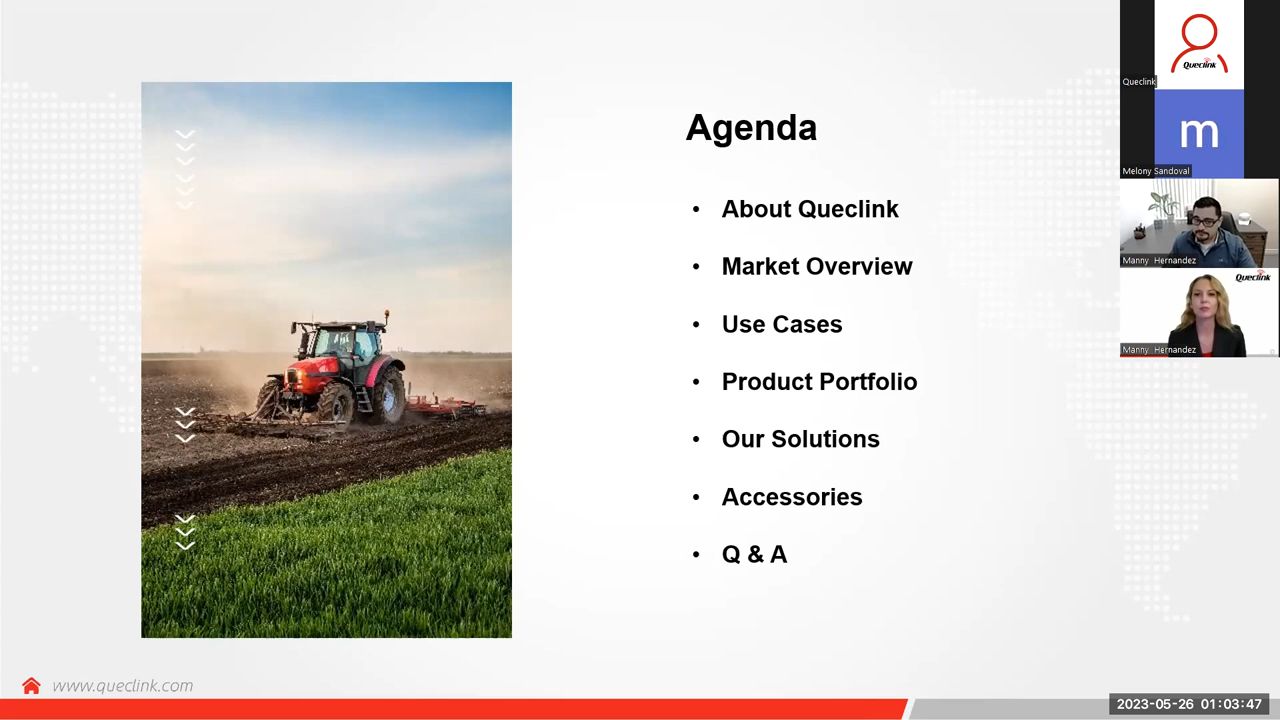 Agenda
• About Queclink
• Market Overview
• Use Cases
• Product Portfolio
• Our Solutions
• Accessories
• Q & A
www.queclink.com
Queclink
Queclink
m
Melony Sandoval
Manny Hernandez
Queclink
Manny Hernandez
2023-05-26 01:03:47